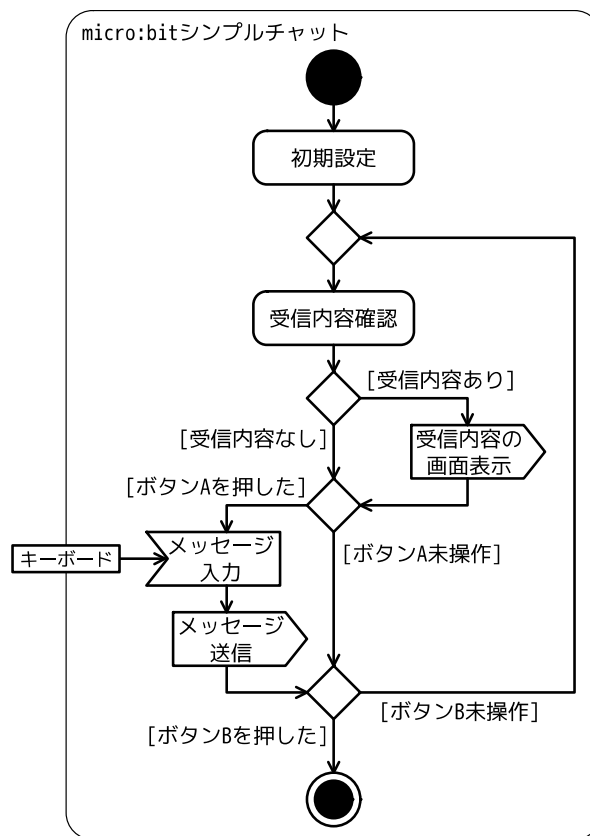 micro:bitシンプルチャット
初期設定
受信内容確認
[受信内容あり]
[受信内容なし]
受信内容の
画面表示
[ボタンAを押した]
メッセージ
入力
キーボード
[ボタンA未操作]
メッセージ
送信
[ボタンB未操作]
[ボタンBを押した]